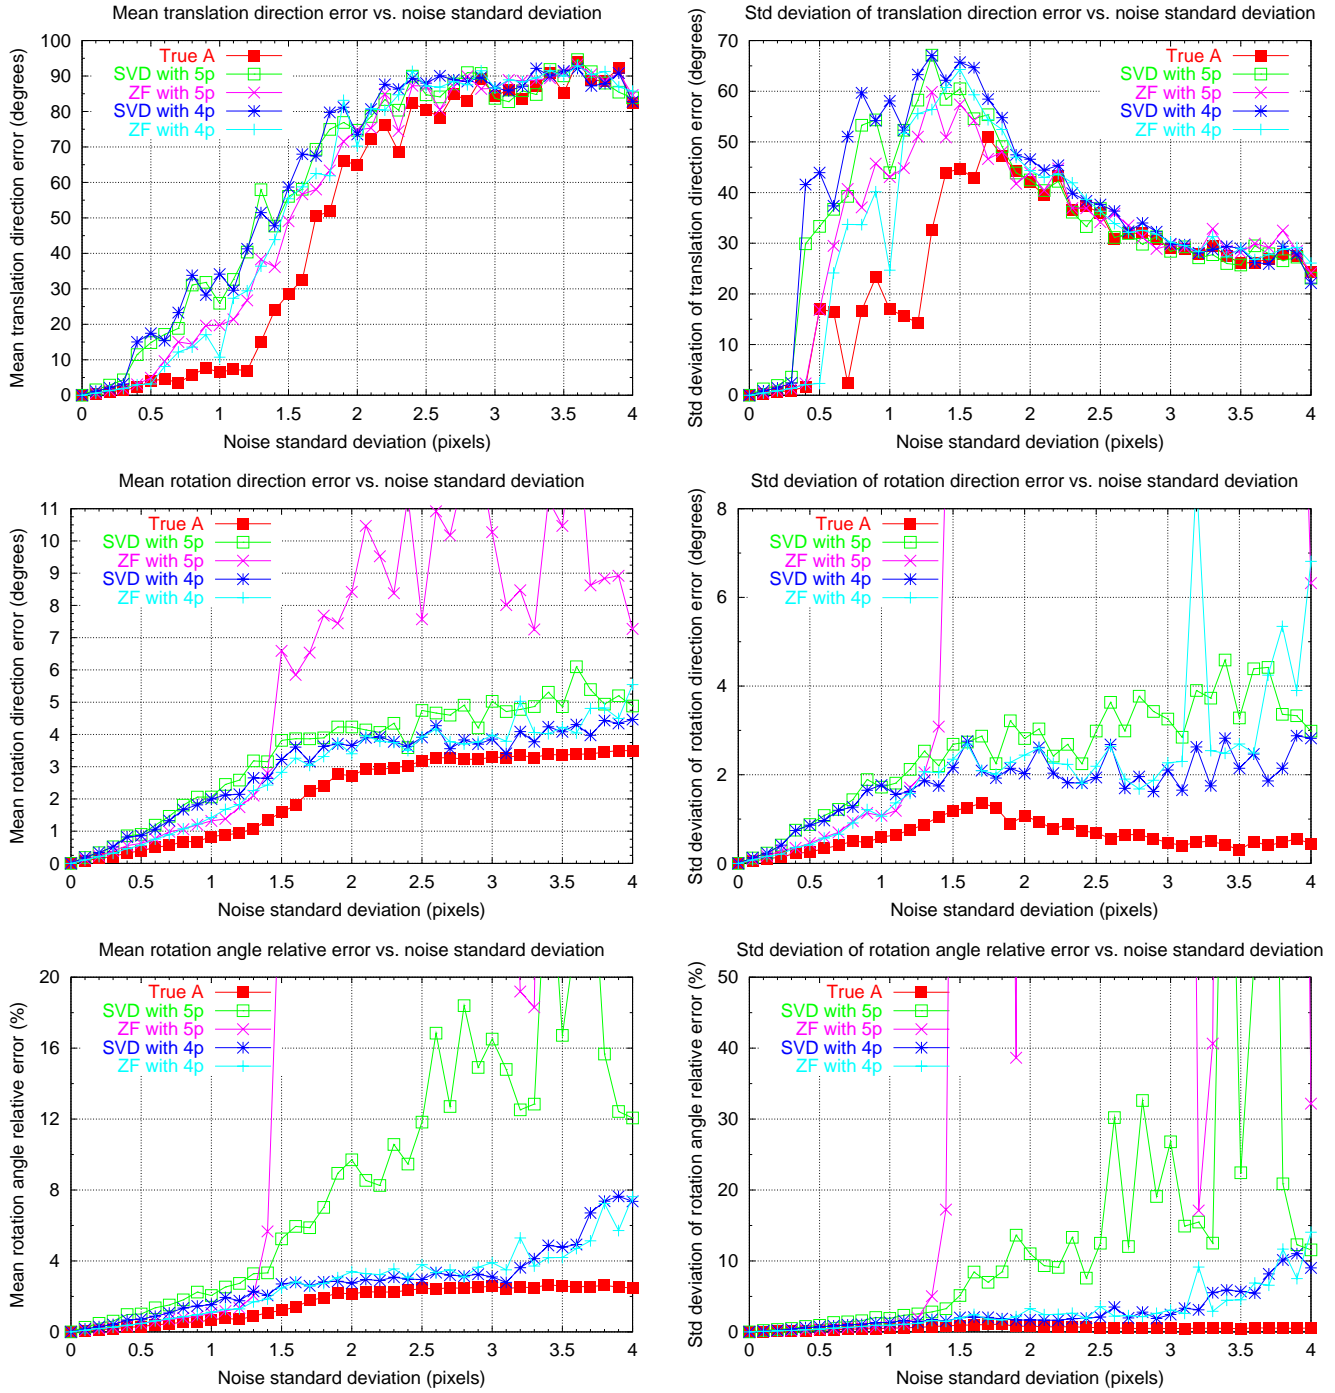 Mean translation direction error vs. noise standard deviation
Mean translation direction error (degrees)
100
90
80
70
60
50
40
30
20
10
0
True A
SVD with 5p
ZF with 5p
SVD with 4p
ZF with 4p
0 0.5 1 1.5 2 2.5 3 3.5 4
Noise standard deviation (pixels)
Std deviation of translation direction error vs. noise standard deviation
Std deviation of translation direction error (degrees)
70
60
50
40
30
20
10
0
True A
SVD with 5p
ZF with 5p
SVD with 4p
ZF with 4p
0 0.5 1 1.5 2 2.5 3 3.5 4
Noise standard deviation (pixels)
Mean rotation direction error vs. noise standard deviation
Mean rotation direction error (degrees)
11
10
9
8
7
6
5
4
3
2
1
0
True A
SVD with 5p
ZF with 5p
SVD with 4p
ZF with 4p
0 0.5 1 1.5 2 2.5 3 3.5 4
Noise standard deviation (pixels)
Std deviation of rotation direction error vs. noise standard deviation
Std deviation of rotation direction error (degrees)
8
6
4
2
0
True A
SVD with 5p
ZF with 5p
SVD with 4p
ZF with 4p
0 0.5 1 1.5 2 2.5 3 3.5 4
Noise standard deviation (pixels)
Mean rotation angle relative error vs. noise standard deviation
Mean rotation angle relative error (%)
20
16
12
8
4
0
True A
SVD with 5p
ZF with 5p
SVD with 4p
ZF with 4p
0 0.5 1 1.5 2 2.5 3 3.5 4
Noise standard deviation (pixels)
Std deviation of rotation angle relative error vs. noise standard deviation
Std deviation of rotation angle relative error (%)
50
40
30
20
10
0
True A
SVD with 5p
ZF with 5p
SVD with 4p
ZF with 4p
0 0.5 1 1.5 2 2.5 3 3.5 4
Noise standard deviation (pixels)